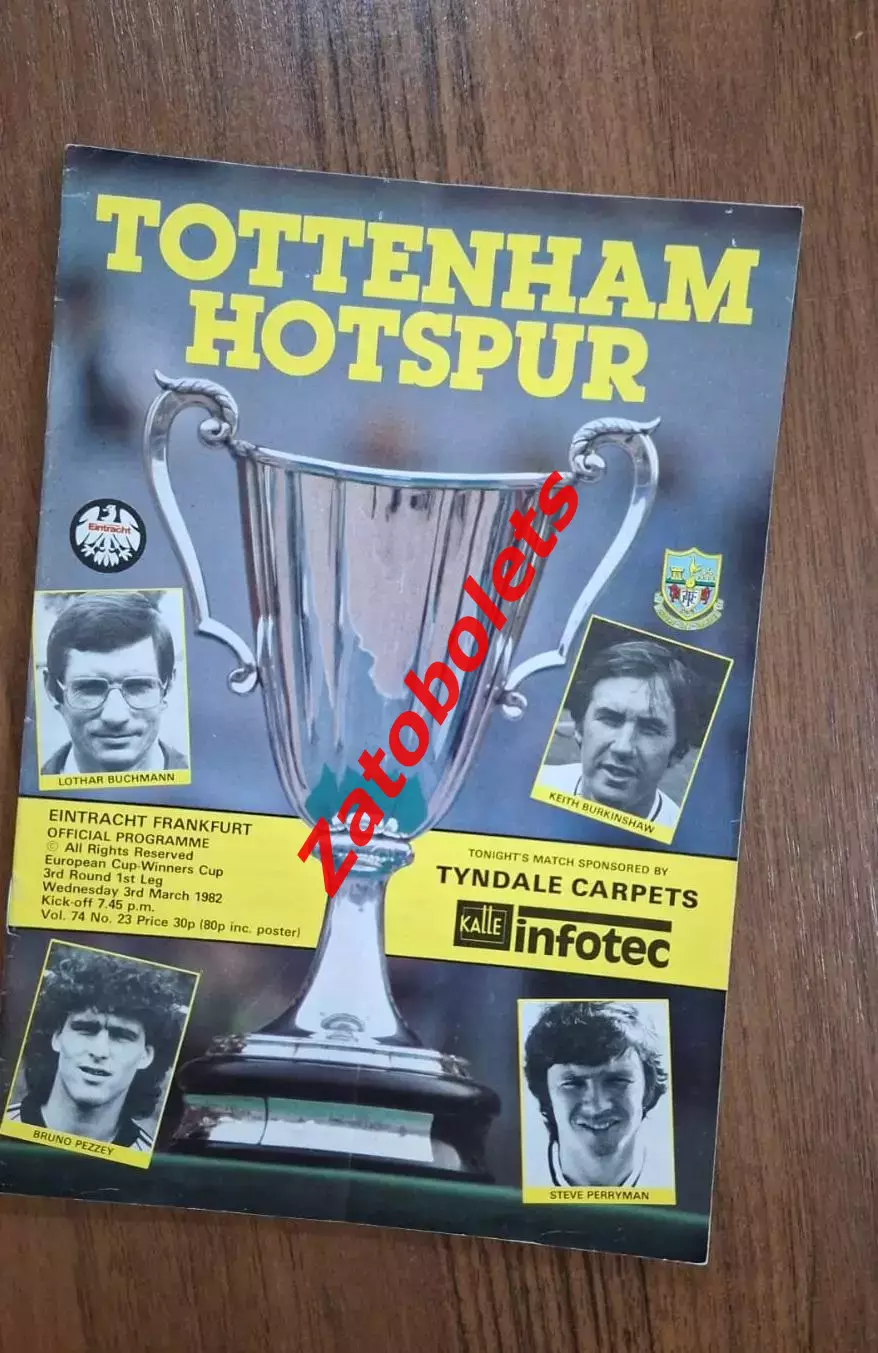 TOTTENHAM
HOTSPUR
Eintracht
LOTHAR BUCHMANN
KEITH BURKINSHAW
Zatobolets
EINTRACHT FRANKFURT
OFFICIAL PROGRAMME
© All Rights Reserved
European Cup-Winners Cup
3rd Round 1st Leg
Wednesday 3rd March 1982
Kick-off 7.45 p.m.
Vol. 74 No. 23 Price 30p (80p inc. poster)
TONIGHT'S MATCH SPONSORED BY
TYNDALE CARPETS
KALLE infotec
BRUNO PEZZEY
STEVE PERRYMAN